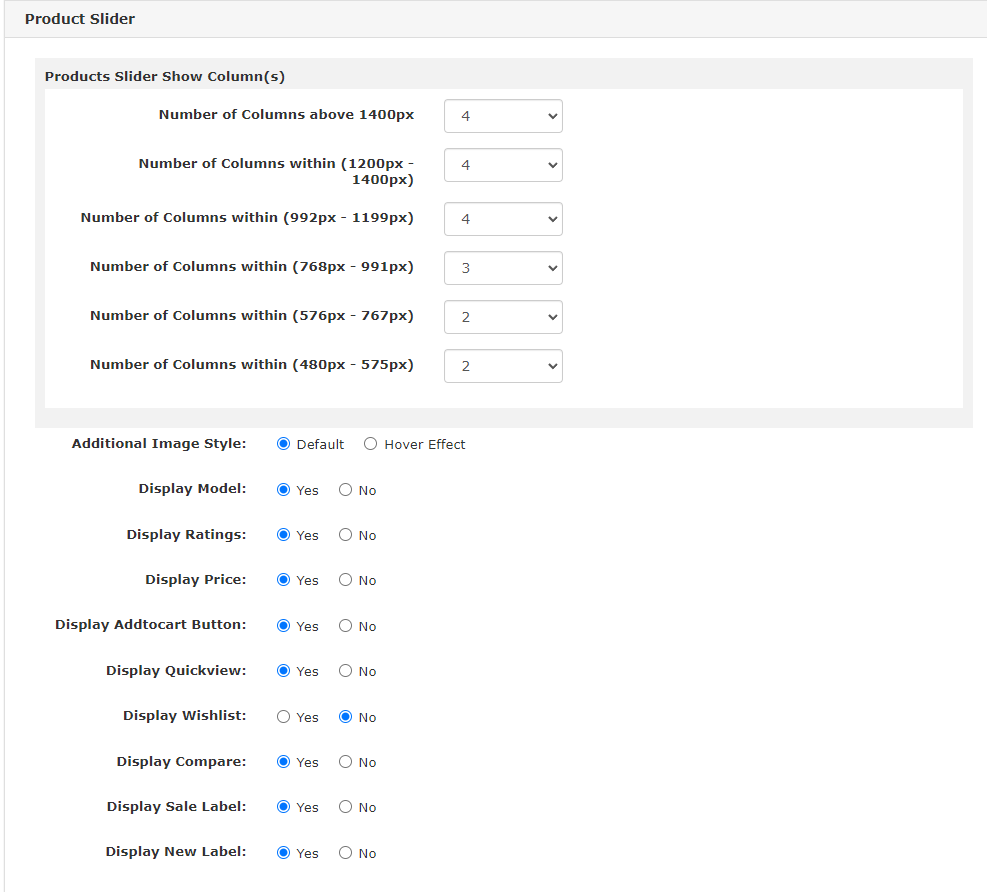 Product Slider
Products Slider Show Column(s)
Number of Columns above 1400px 4
Number of Columns within (1200px -
1400px) 4
Number of Columns within (992px - 1199px) 4
Number of Columns within (768px - 991px) 3
Number of Columns within (576px - 767px) 2
Number of Columns within (480px - 575px) 2
Additional Image Style: Default Hover Effect
Display Model: Yes No
Display Ratings: Yes No
Display Price: Yes No
Display Addtocart Button: Yes No
Display Quickview: Yes No
Display Wishlist: Yes No
Display Compare: Yes No
Display Sale Label: Yes No
Display New Label: Yes No